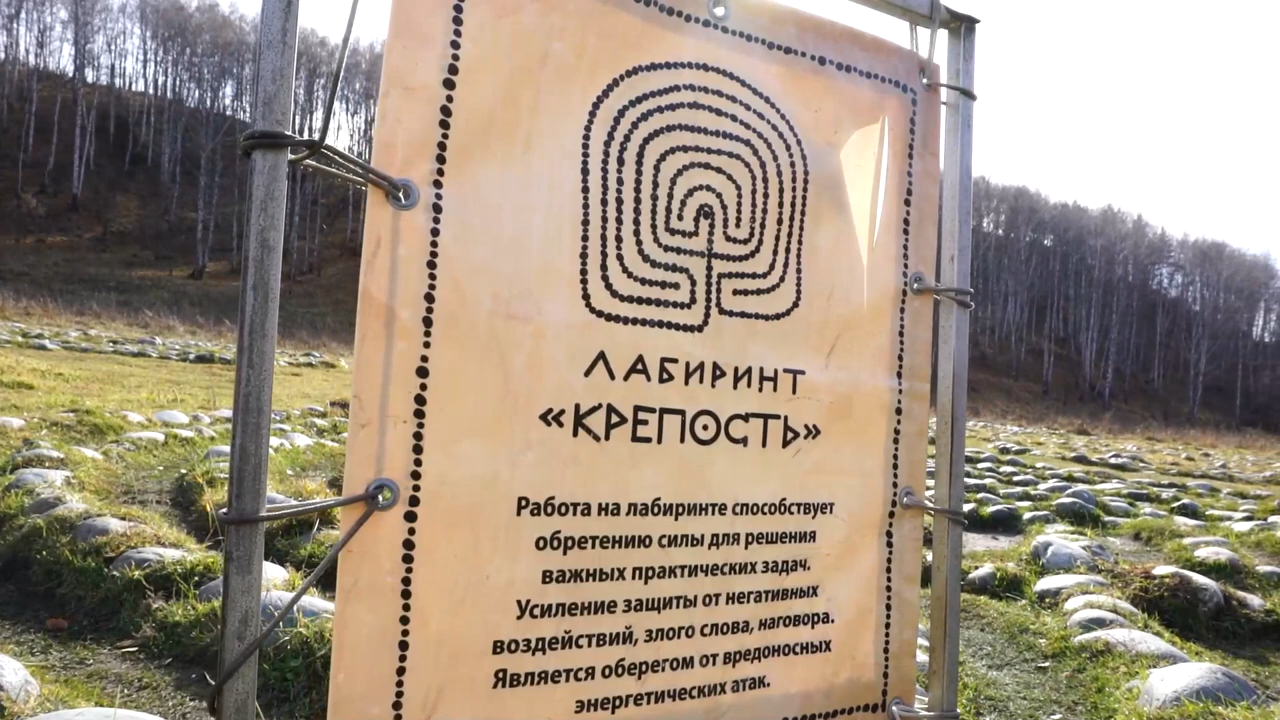 ЛАБИРИНТ
«КРЕПОСТЬ»
Работа на лабиринте способствует
обретению силы для решения
важных практических задач.
Усиление защиты от негативных
воздействий, злого слова, наговора.
Является оберегом от вредоносных
энергетических атак.